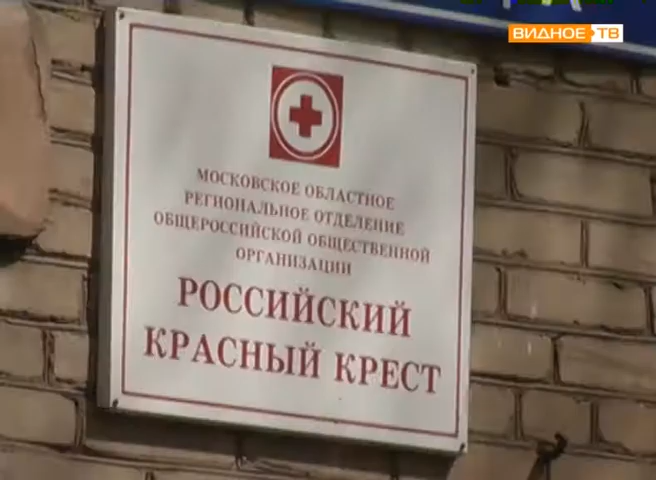 ВИДНОЕ ТВ
МОСКОВСКОЕ ОБЛАСТНОЕ
РЕГИОНАЛЬНОЕ ОТДЕЛЕНИЕ
ОБЩЕРОССИЙСКОЙ ОБЩЕСТВЕННОЙ
ОРГАНИЗАЦИИ
РОССИЙСКИЙ
КРАСНЫЙ КРЕСТ